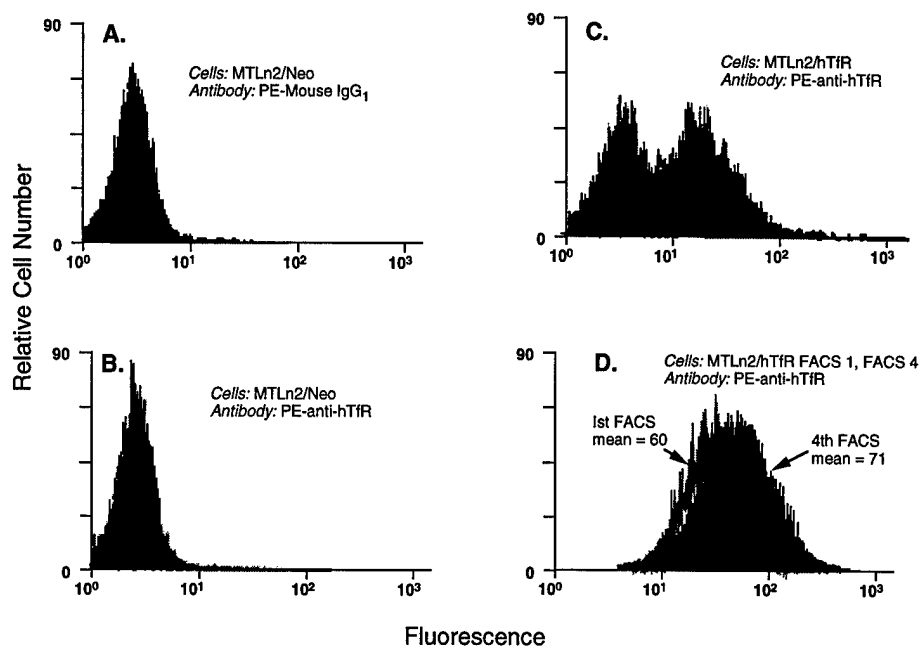 Relative Cell Number
Fluorescence
A.
90
0
Cells: MTLn2/Neo
Antibody: PE-Mouse IgG1
10⁰ 10¹ 10² 10³
B.
90
0
Cells: MTLn2/Neo
Antibody: PE-anti-hTfR
10⁰ 10¹ 10² 10³
C.
90
0
Cells: MTLn2/hTfR
Antibody: PE-anti-hTfR
10⁰ 10¹ 10² 10³
D.
90
0
Cells: MTLn2/hTfR FACS 1, FACS 4
Antibody: PE-anti-hTfR
Ist FACS
mean = 60
4th FACS
mean = 71
10⁰ 10¹ 10² 10³